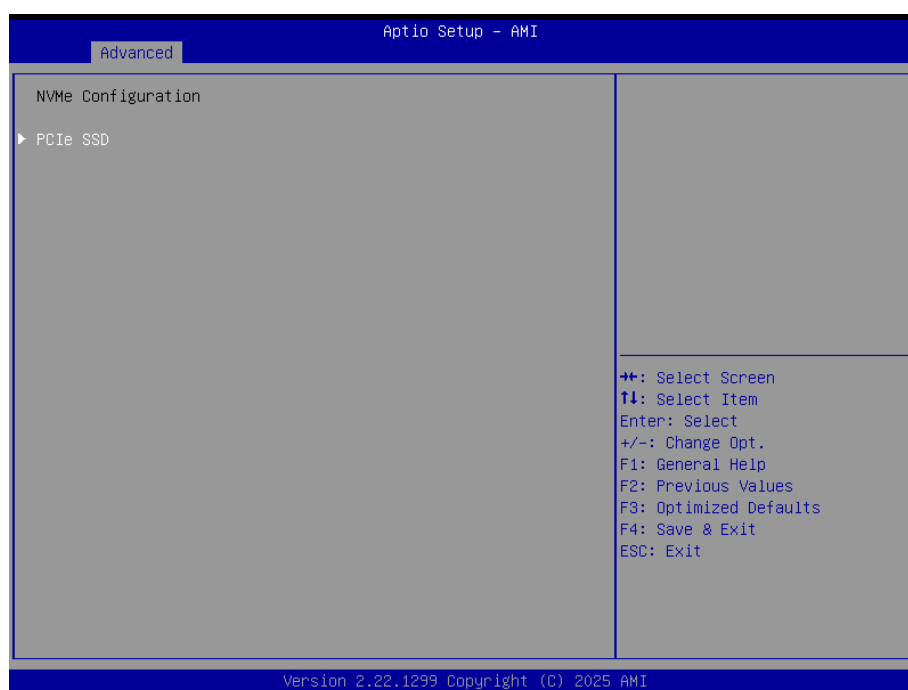 Aptio Setup – AMI
Advanced
NVMe Configuration
▶ PCIe SSD
→←: Select Screen
↑↓: Select Item
Enter: Select
+/-: Change Opt.
F1: General Help
F2: Previous Values
F3: Optimized Defaults
F4: Save & Exit
ESC: Exit
Version 2.22.1299 Copyright (C) 2025 AMI